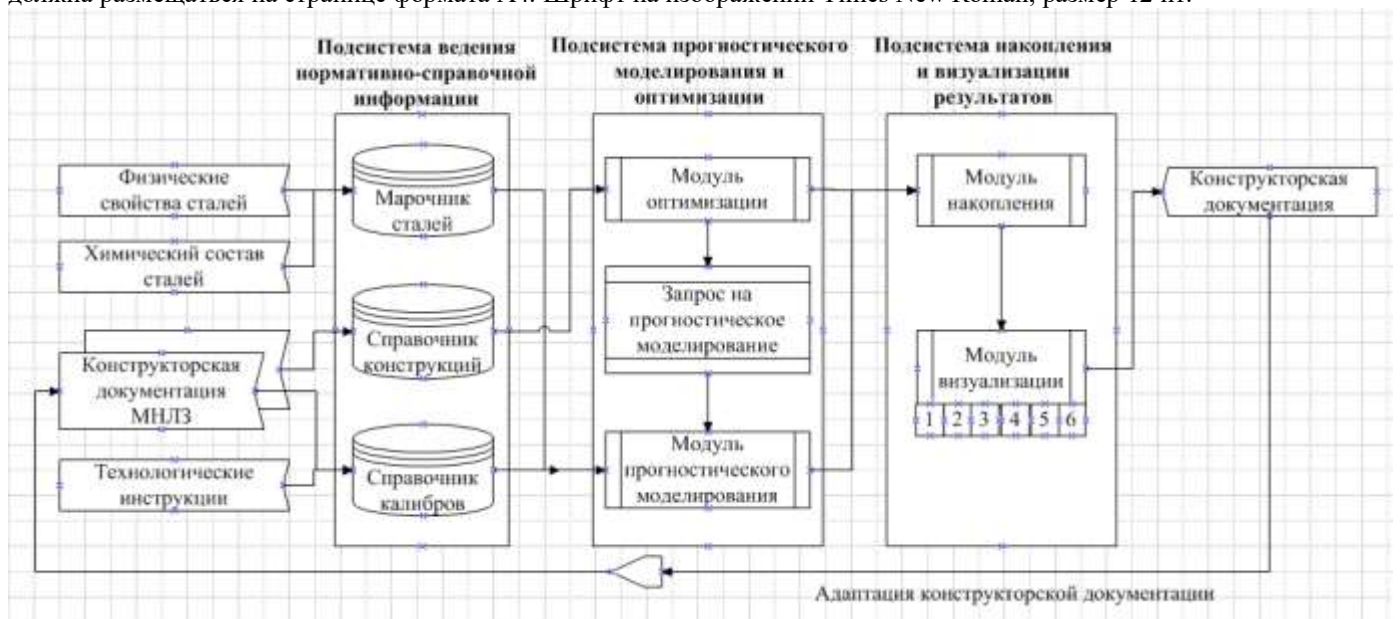 должна размещаться на странице формата А4. Шрифт на изображении Times New Roman, размер 12 пт.
Подсистема ведения
нормативно-справочной
информации
Подсистема прогностического
моделирования и
оптимизации
Подсистема накопления
и визуализации
результатов
Физические
свойства сталей
Химический состав
сталей
Конструкторская
документация
МНЛЗ
Технологические
инструкции
Марочник
сталей
Справочник
конструкций
Справочник
калибров
Модуль
оптимизации
Запрос на
прогностическое
моделирование
Модуль
прогностического
моделирования
Модуль
накопления
Модуль
визуализации
1 2 3 4 5 6
Конструкторская
документация
Адаптация конструкторской документации